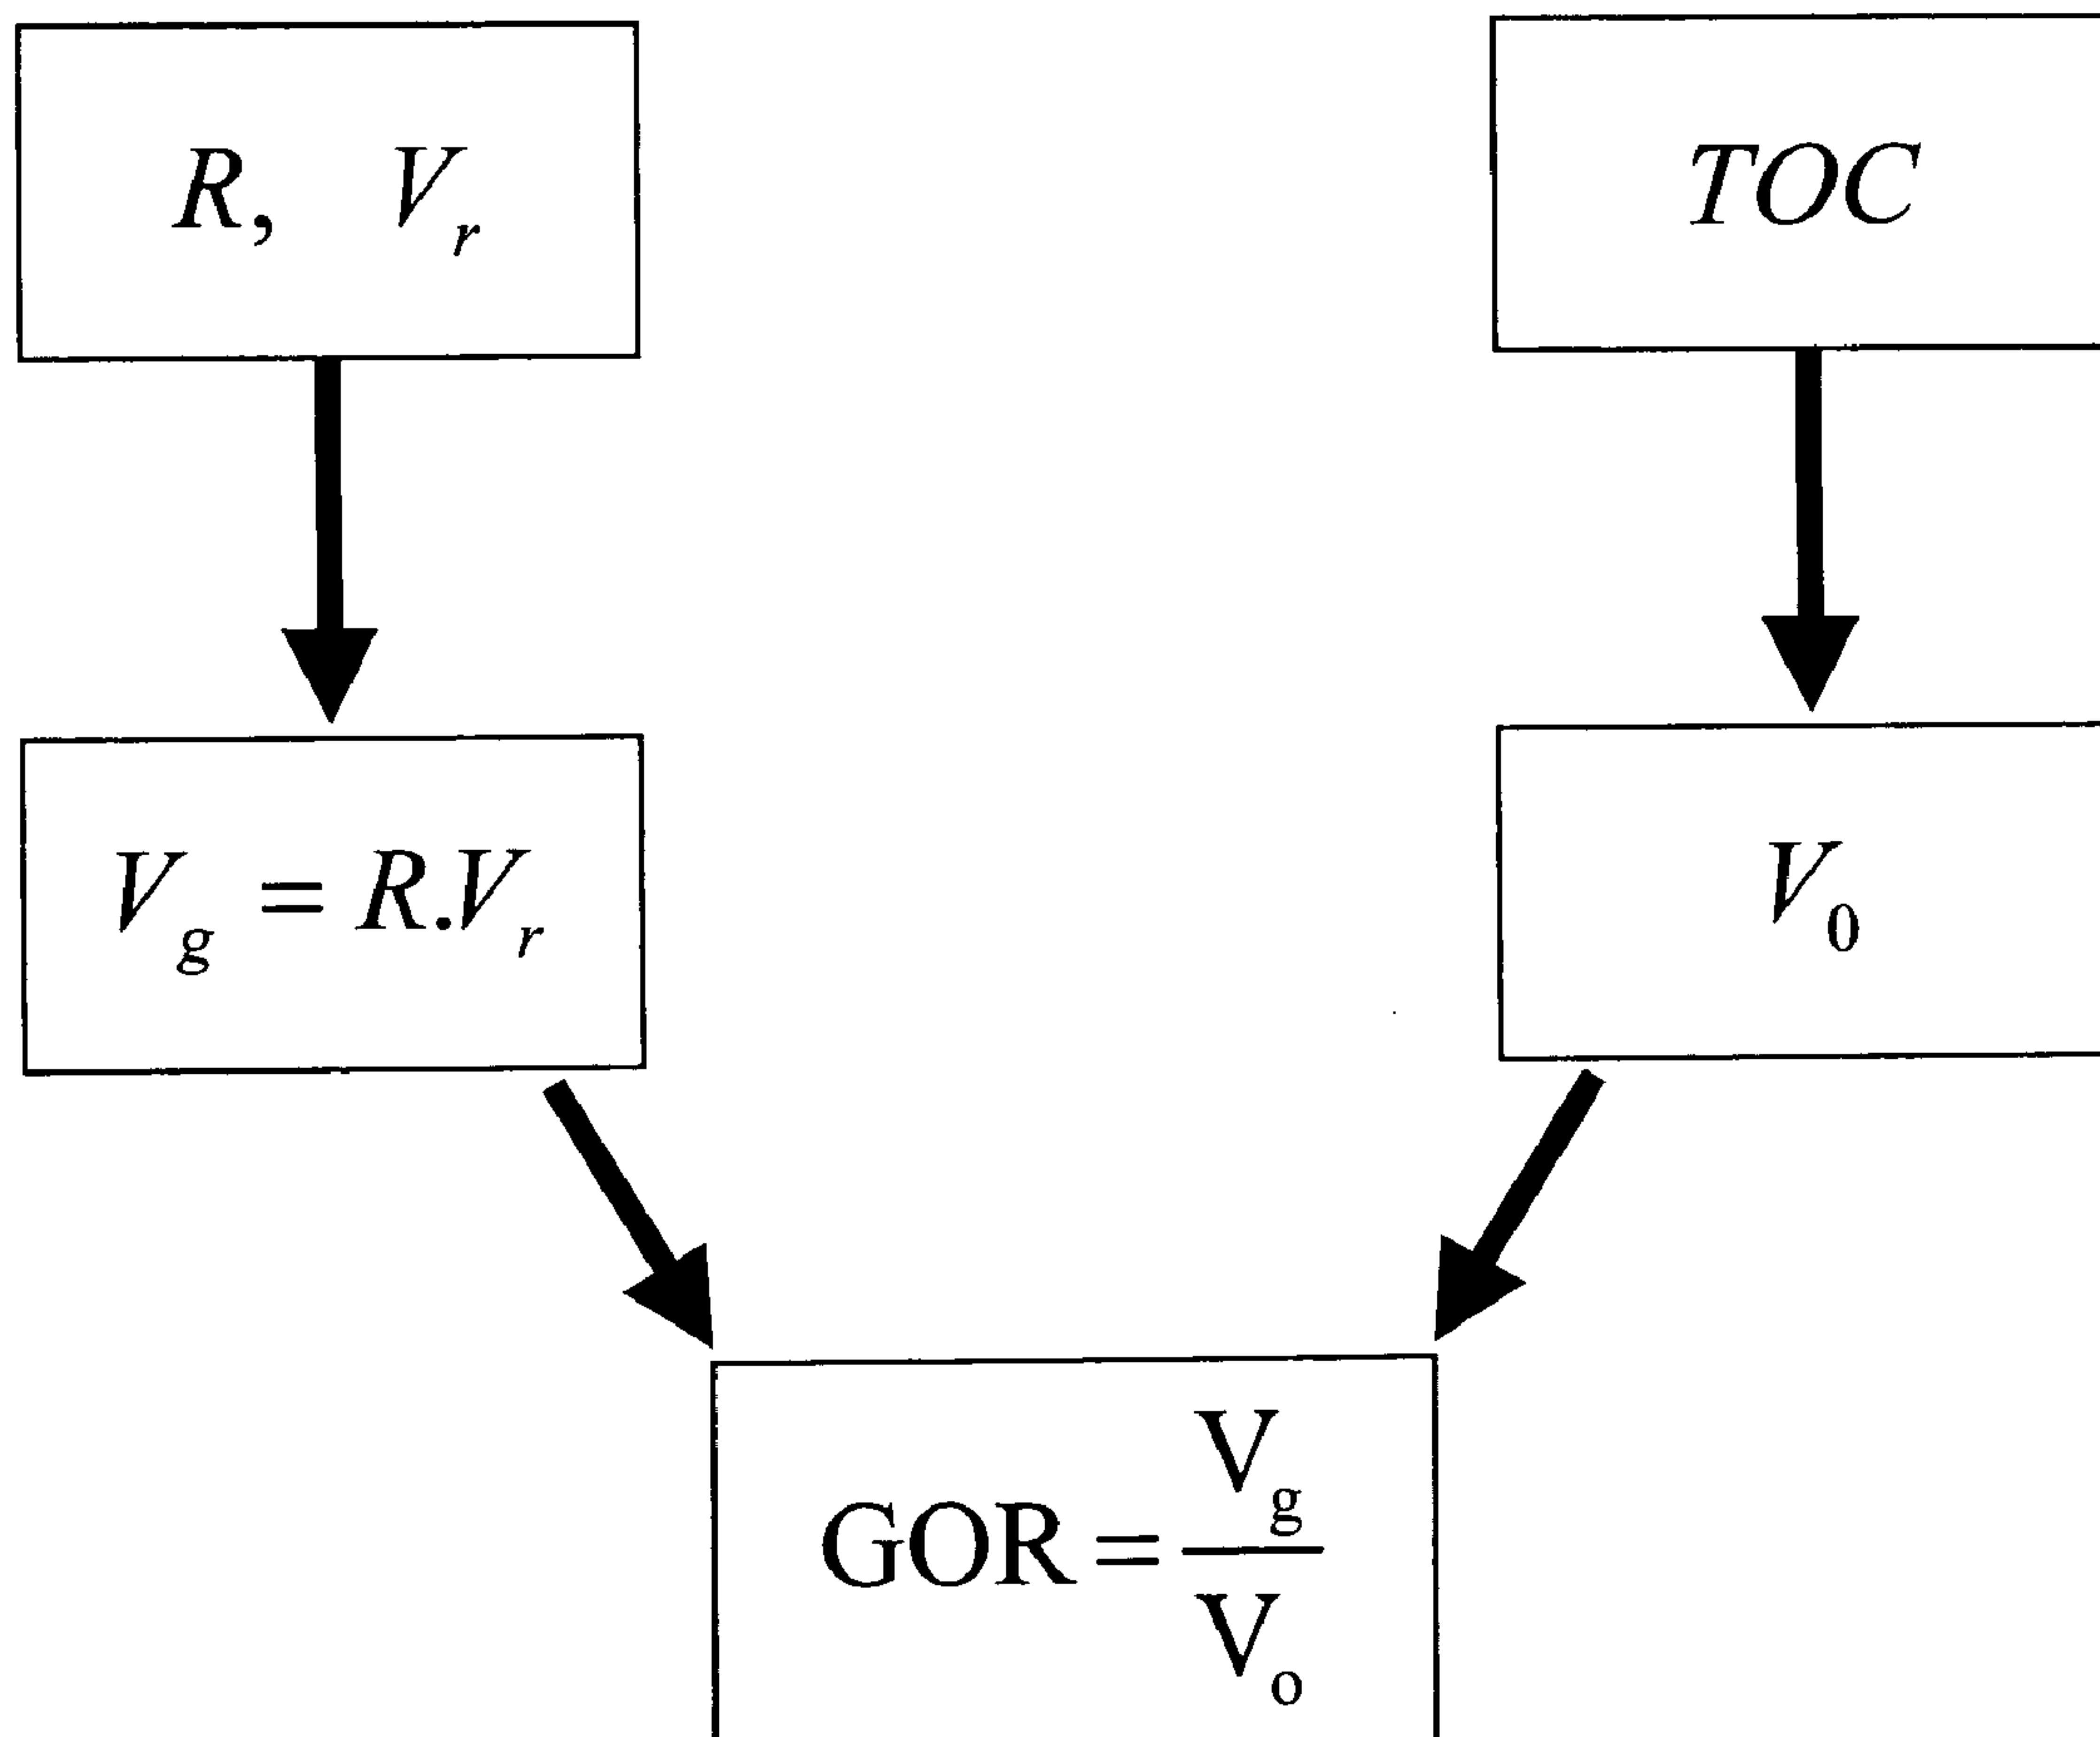 R, V_r
TOC
V_g = R.V_r
V_0
GOR = V_g / V_o